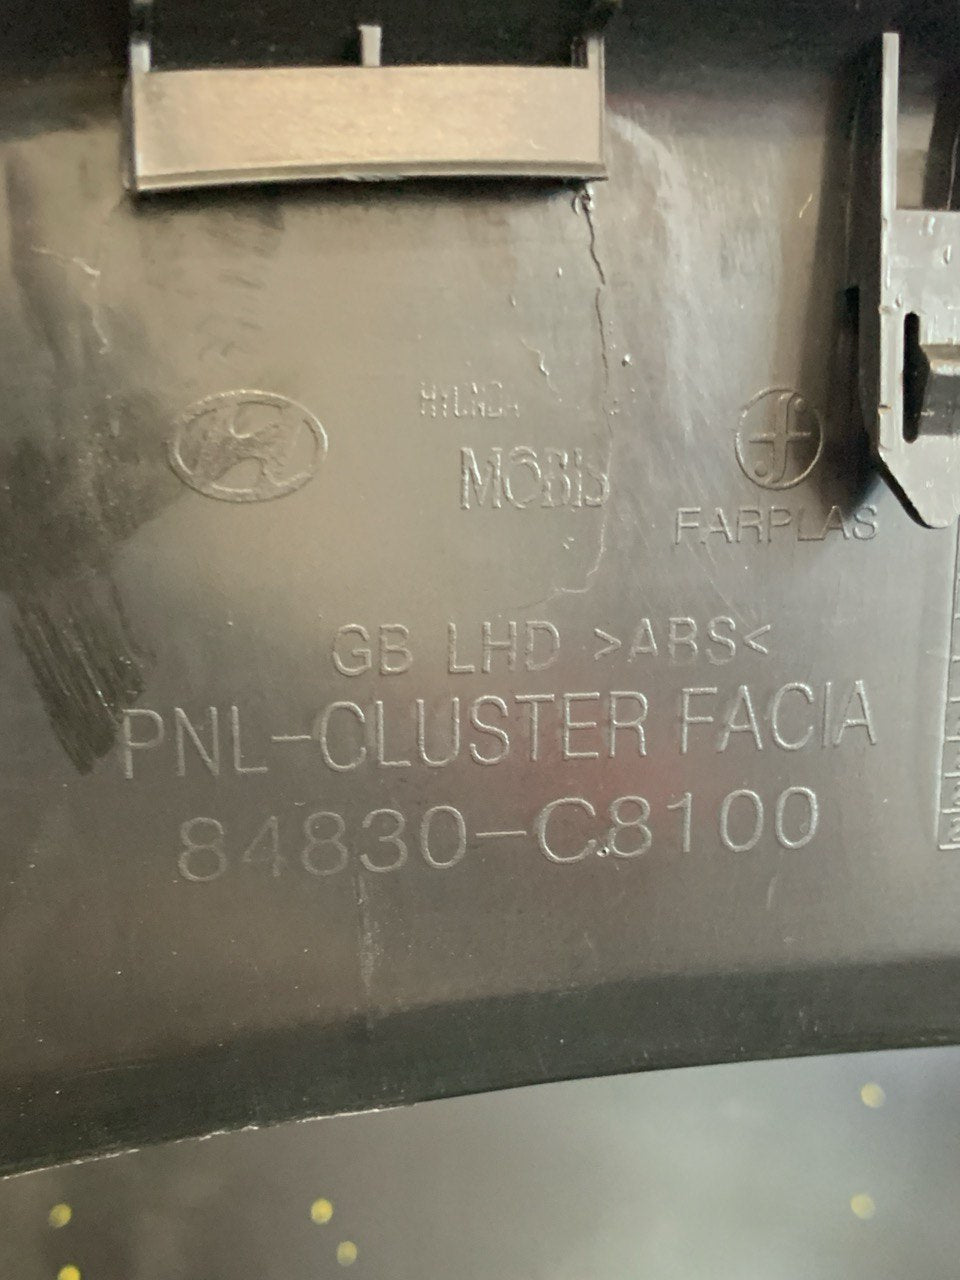 MOBIS
FARPLAS
GB LHD >ABS<
PNL-CLUSTER FACIA
84830-C8100